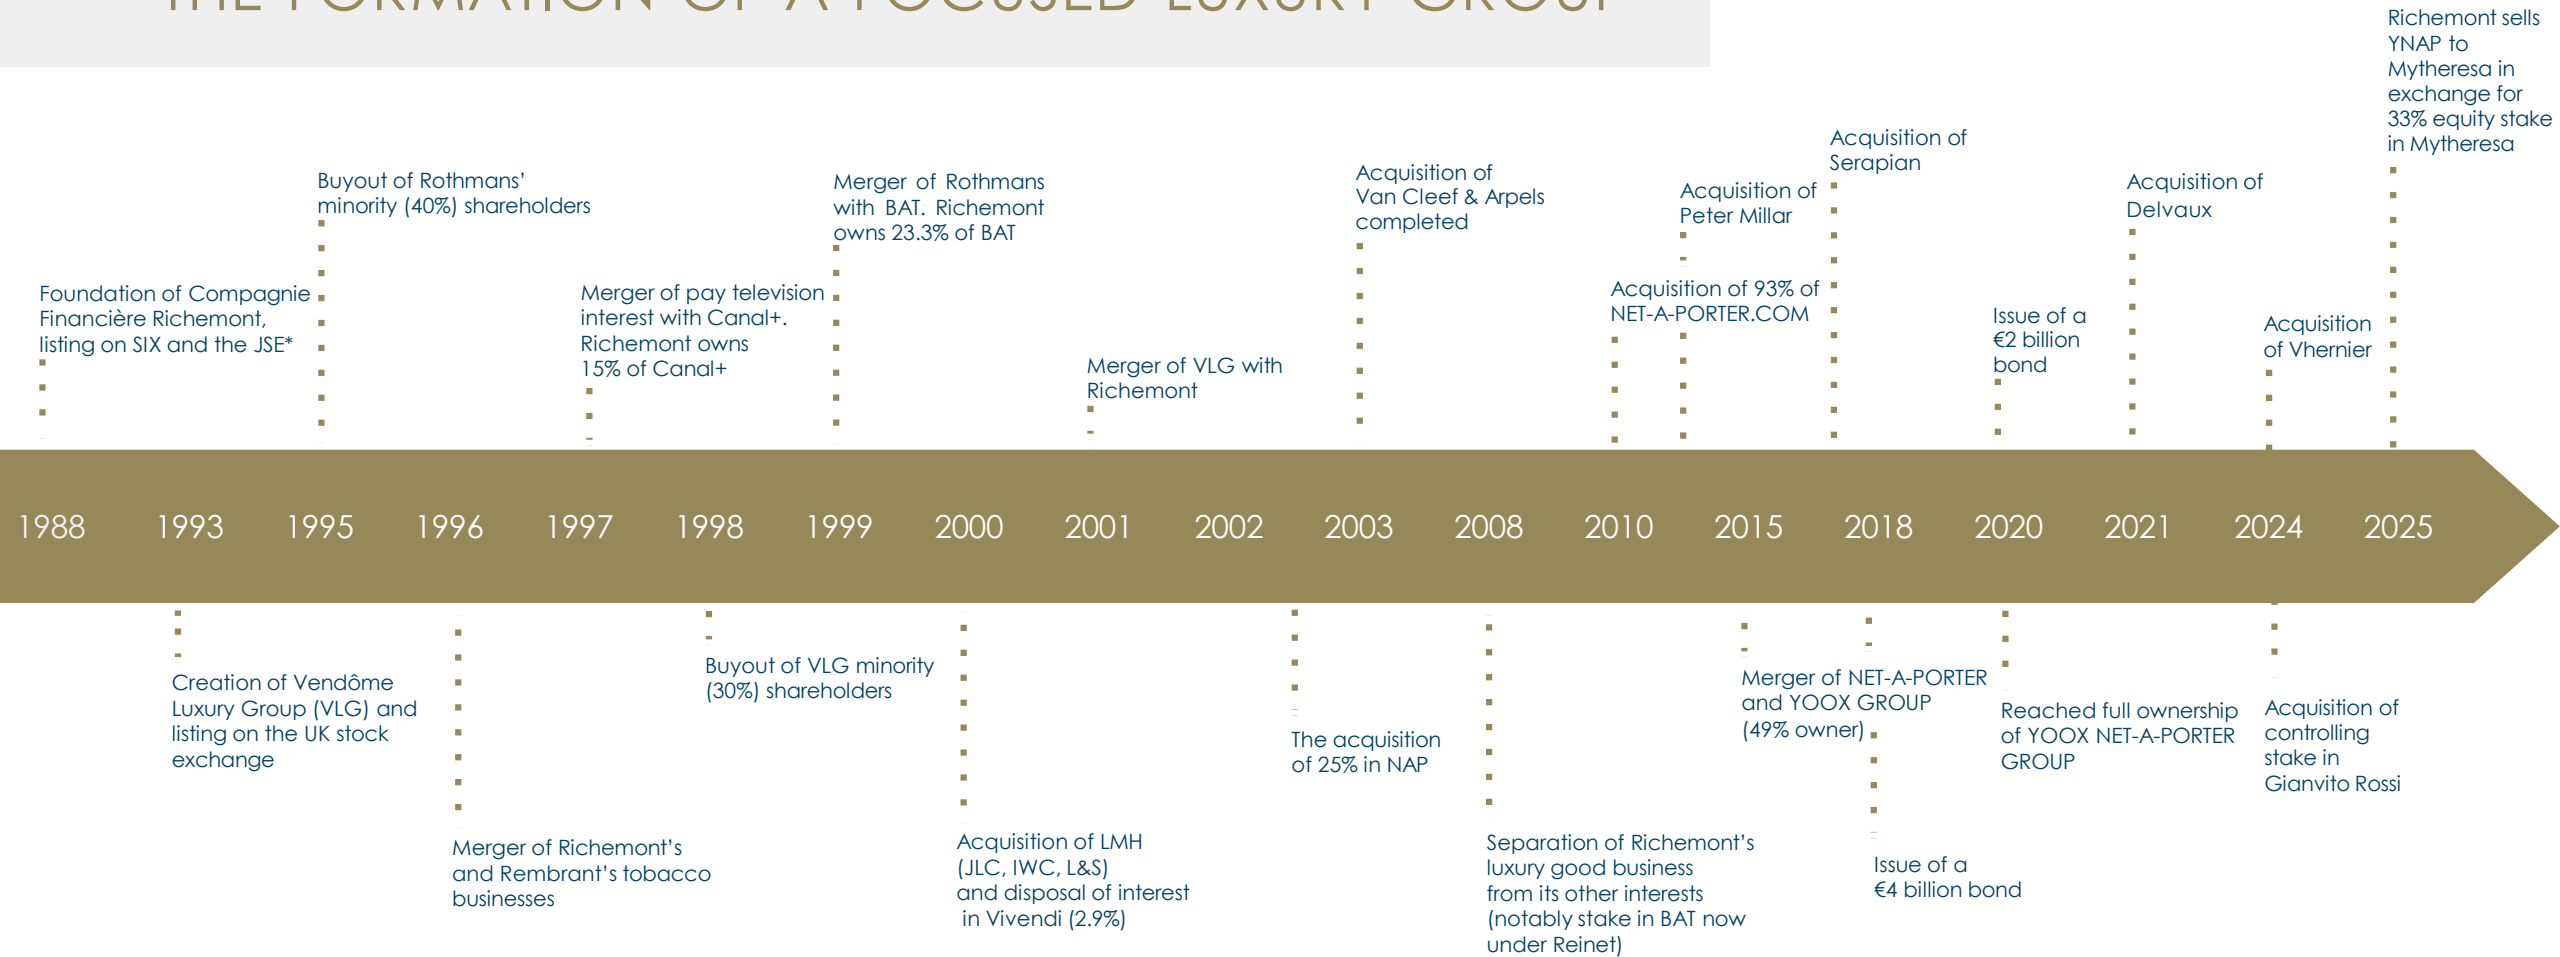 THE FORMATION OF A FOCUSED LUXURY GROUP
Richemont sells
YNAP to
Mytheresa in
exchange for
33% equity stake
in Mytheresa
Foundation of Compagnie
Financière Richemont,
listing on SIX and the JSE*
Buyout of Rothmans’
minority (40%) shareholders
Merger of pay television
interest with Canal+.
Richemont owns
15% of Canal+
Merger of Rothmans
with BAT. Richemont
owns 23.3% of BAT
Merger of VLG with
Richemont
Acquisition of
Van Cleef & Arpels
completed
Acquisition of 93% of
NET-A-PORTER.COM
Acquisition of
Peter Millar
Acquisition of
Serapian
Issue of a
€2 billion
bond
Acquisition of
Delvaux
Acquisition
of Vhernier
1988 1993 1995 1996 1997 1998 1999 2000 2001 2002 2003 2008 2010 2015 2018 2020 2021 2024 2025
Creation of Vendôme
Luxury Group (VLG) and
listing on the UK stock
exchange
Merger of Richemont’s
and Rembrant’s tobacco
businesses
Buyout of VLG minority
(30%) shareholders
Acquisition of LMH
(JLC, IWC, L&S)
and disposal of interest
in Vivendi (2.9%)
The acquisition
of 25% in NAP
Separation of Richemont’s
luxury good business
from its other interests
(notably stake in BAT now
under Reinet)
Merger of NET-A-PORTER
and YOOX GROUP
(49% owner)
Issue of a
€4 billion bond
Reached full ownership
of YOOX NET-A-PORTER
GROUP
Acquisition of
controlling
stake in
Gianvito Rossi